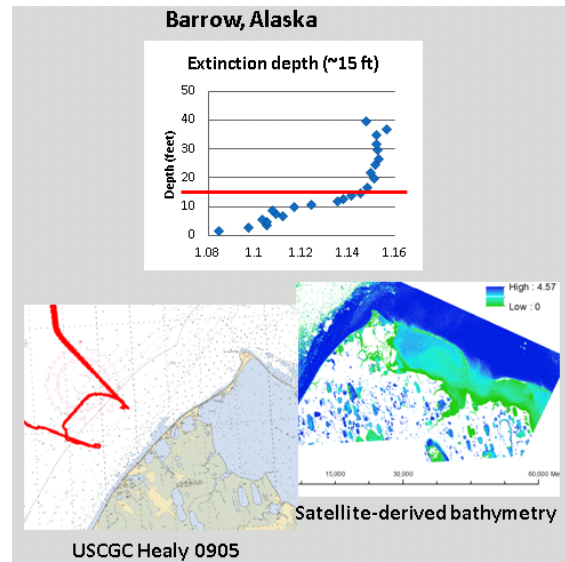 Barrow, Alaska
Extinction depth (~15 ft)
Depth (feet)
50
40
30
20
10
0
1.08
1.1
1.12
1.14
1.16
High : 4.57
Low : 0
15,000
30,000
60,000 Me
Satellite-derived bathymetry
USCGC Healy 0905